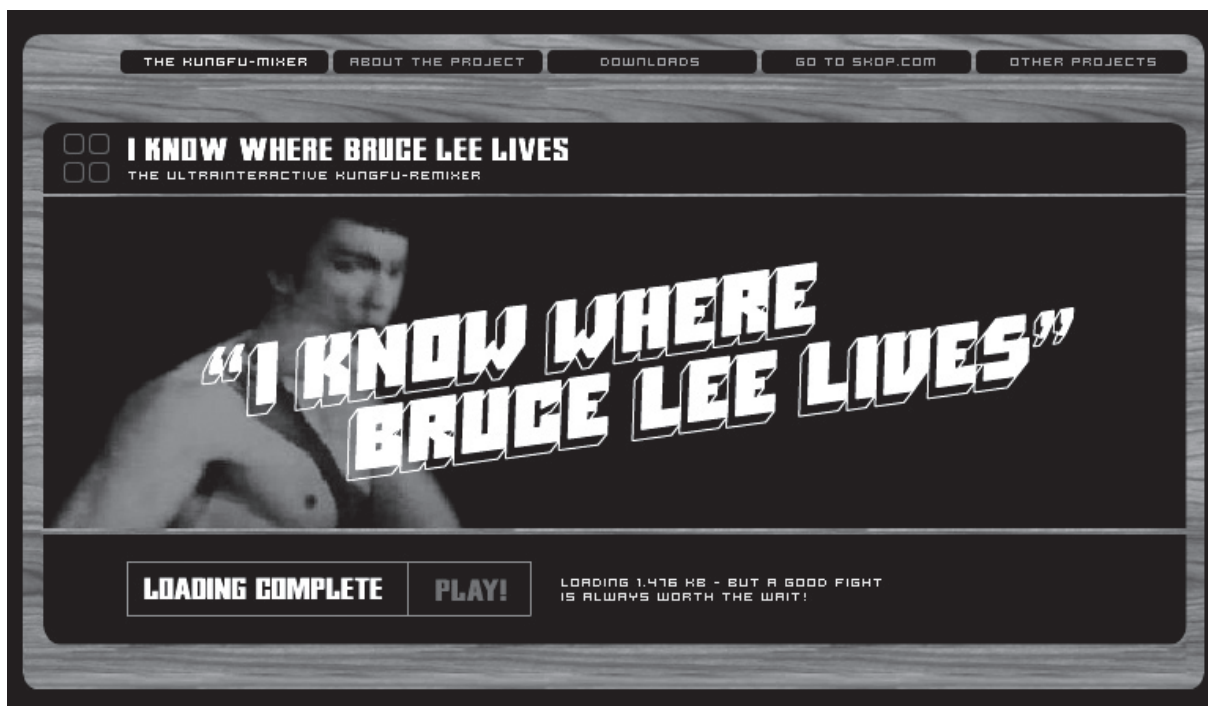 THE KUNGFU-MIXER
ABOUT THE PROJECT
DOWNLOADS
GO TO SKOP.COM
OTHER PROJECTS
I KNOW WHERE BRUCE LEE LIVES
THE ULTRAINTERACTIVE KUNGFU-REMIXER
“I KNOW WHERE
BRUCE LEE LIVES”
LOADING COMPLETE
PLAY!
LOADING 1.476 KB - BUT A GOOD FIGHT
IS ALWAYS WORTH THE WAIT!